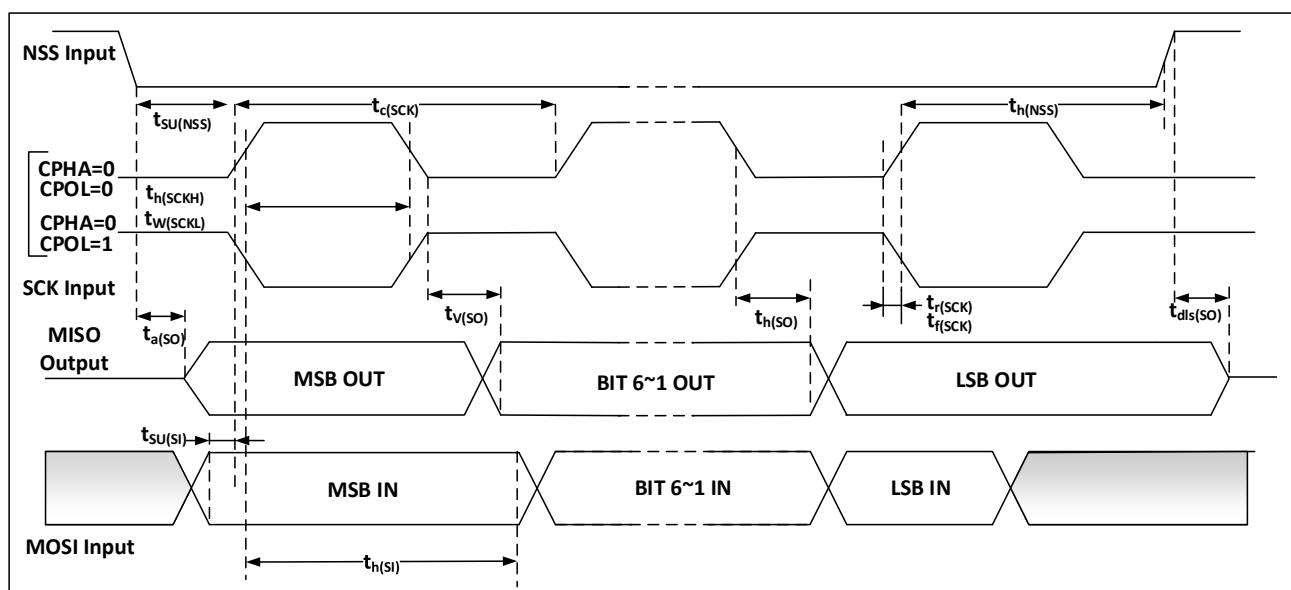 NSS Input
tSU(NSS)
tc(SCK)
th(NSS)
CPHA=0
CPOL=0
th(SCKH)
tW(SCKL)
CPHA=0
CPOL=1
SCK Input
ta(SO)
tV(SO)
th(SO)
tr(SCK)
tf(SCK)
tdIs(SO)
MISO
Output
MSB OUT
BIT 6~1 OUT
LSB OUT
tSU(SI)
MSB IN
BIT 6~1 IN
LSB IN
MOSI Input
th(SI)